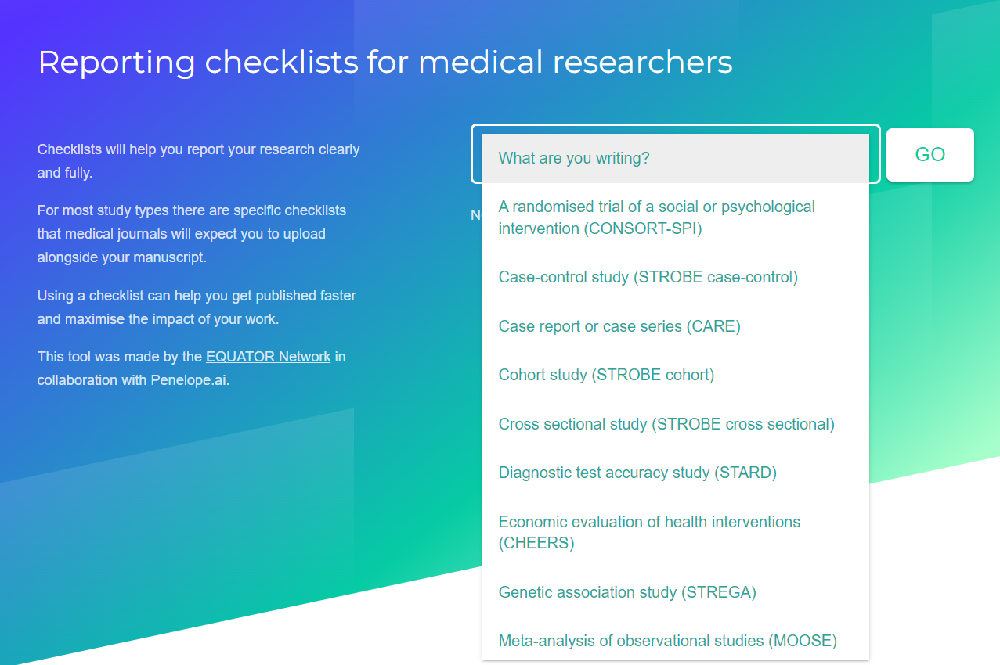 Reporting checklists for medical researchers
Checklists will help you report your research clearly
and fully.
For most study types there are specific checklists
that medical journals will expect you to upload
alongside your manuscript.
Using a checklist can help you get published faster
and maximise the impact of your work.
This tool was made by the EQUATOR Network in
collaboration with Penelope.ai.
What are you writing?
GO
A randomised trial of a social or psychological
intervention (CONSORT-SPI)
Case-control study (STROBE case-control)
Case report or case series (CARE)
Cohort study (STROBE cohort)
Cross sectional study (STROBE cross sectional)
Diagnostic test accuracy study (STARD)
Economic evaluation of health interventions
(CHEERS)
Genetic association study (STREGA)
Meta-analysis of observational studies (MOOSE)